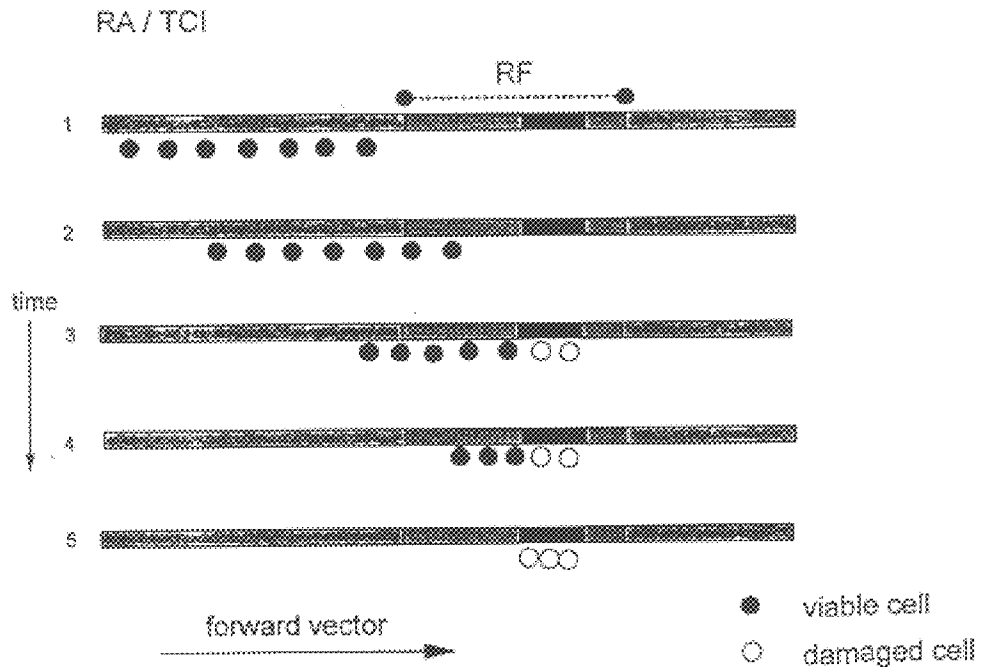 RA / TCI
RF
1
2
time
3
4
5
forward vector
viable cell
damaged cell